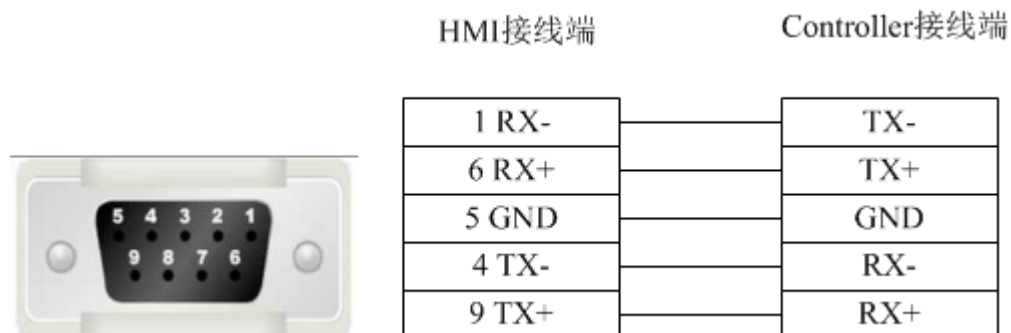 HMI接线端 Controller接线端
1 RX- TX-
6 RX+ TX+
5 GND GND
4 TX- RX-
9 TX+ RX+
5 4 3 2 1
9 8 7 6